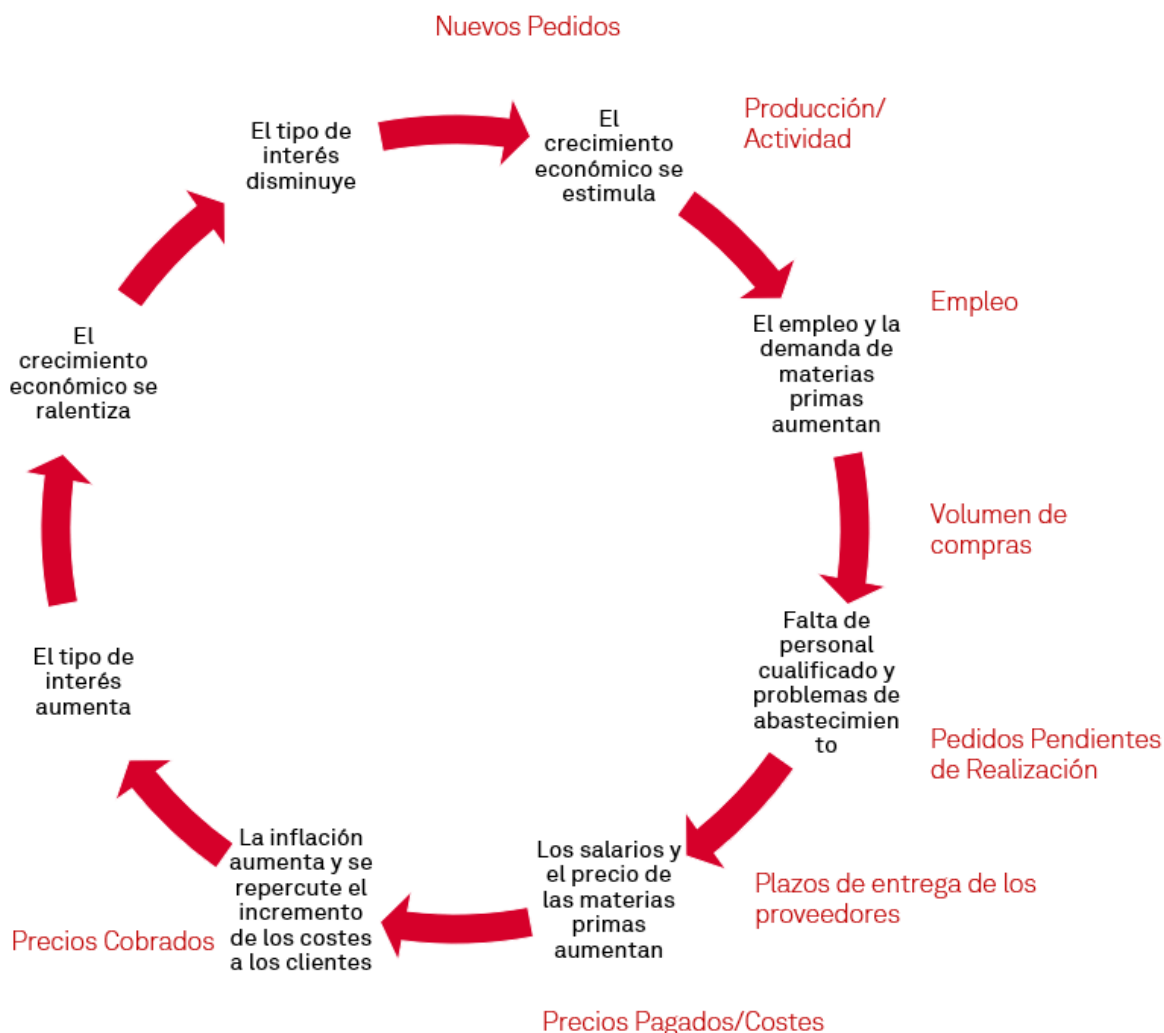 Nuevos Pedidos
El tipo de
interés
disminuye
El
crecimiento
económico se
estimula
Producción/
Actividad
Empleo
El empleo y la
demanda de
materias
primas
aumentan
Volumen de
compras
Falta de
personal
cualificado y
problemas de
abastecimien
to
Pedidos Pendientes
de Realización
Plazos de entrega de los
proveedores
Los salarios y
el precio de
las materias
primas
aumentan
Precios Pagados/Costes
La inflación
aumenta y se
repercute el
incremento
de los costes
a los clientes
Precios Cobrados
El tipo de
interés
aumenta
El
crecimiento
económico se
ralentiza